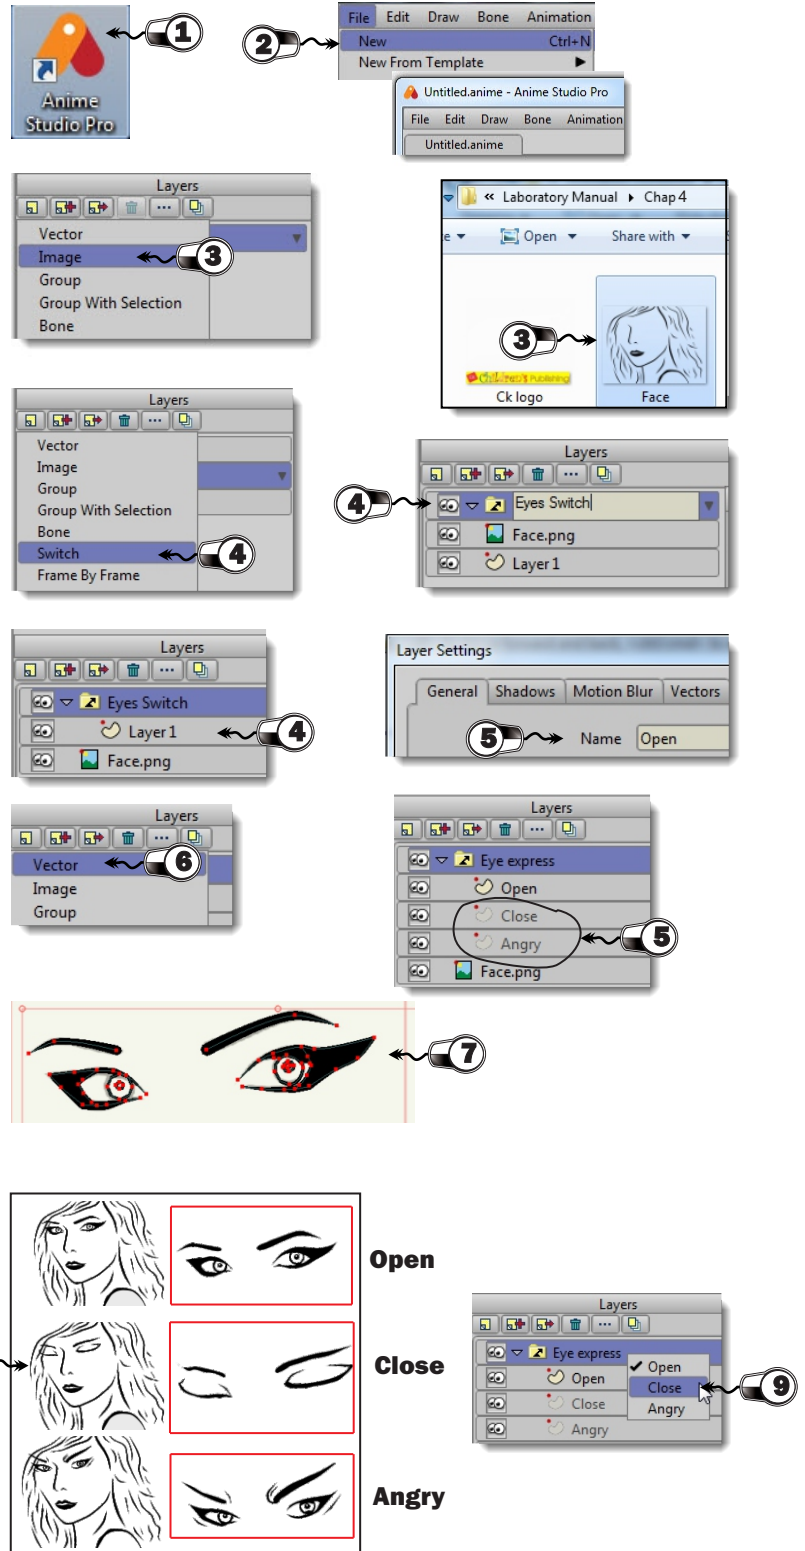 1
Anime
Studio Pro
2
File Edit Draw Bone Animation
New Ctrl+N
New From Template
Untitled.anime - Anime Studio Pro
File Edit Draw Bone Animation
Untitled.anime
Layers
Vector
Image
Group
Group With Selection
Bone
3
« Laboratory Manual Chap 4
Open Share with
3
Children's Publishing
Ck logo Face
Layers
Vector
Image
Group
Group With Selection
Bone
Switch
Frame By Frame
4
Layers
4
Eyes Switch
Face.png
Layer 1
Layers
Eyes Switch
Layer 1
Face.png
4
Layer Settings
General Shadows Motion Blur Vectors
5
Name Open
Layers
Vector
Image
Group
6
Layers
Eye express
Open
Close
Angry
Face.png
5
7
Open
Close
Angry
Layers
Eye express
Open
Close
Angry
Open
Close
Angry
9